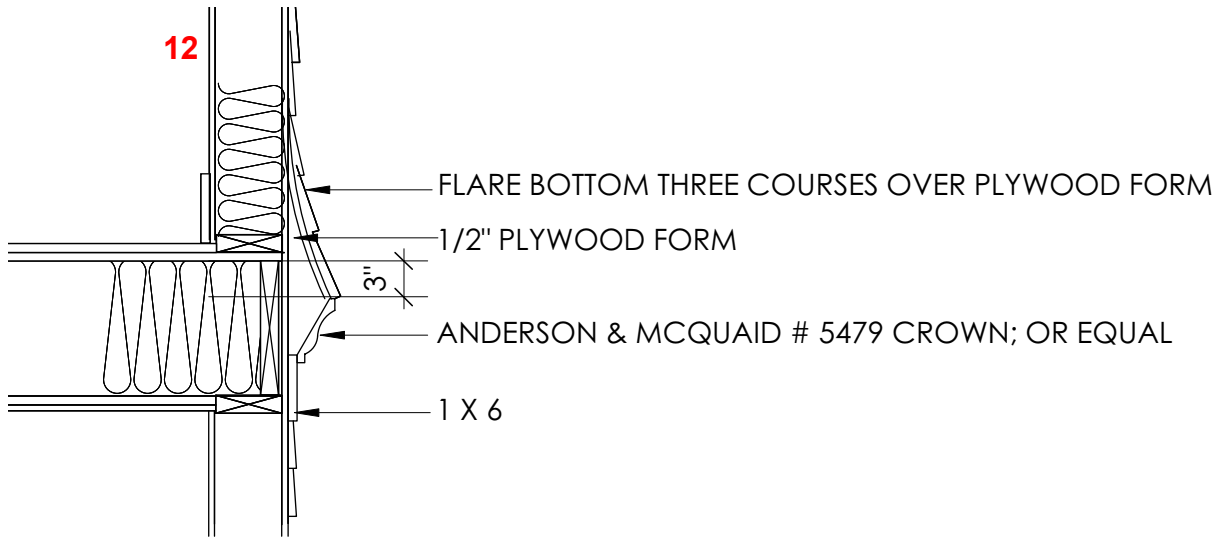 12
FLARE BOTTOM THREE COURSES OVER PLYWOOD FORM
1/2" PLYWOOD FORM
3"
ANDERSON & MCQUAID # 5479 CROWN; OR EQUAL
1 X 6